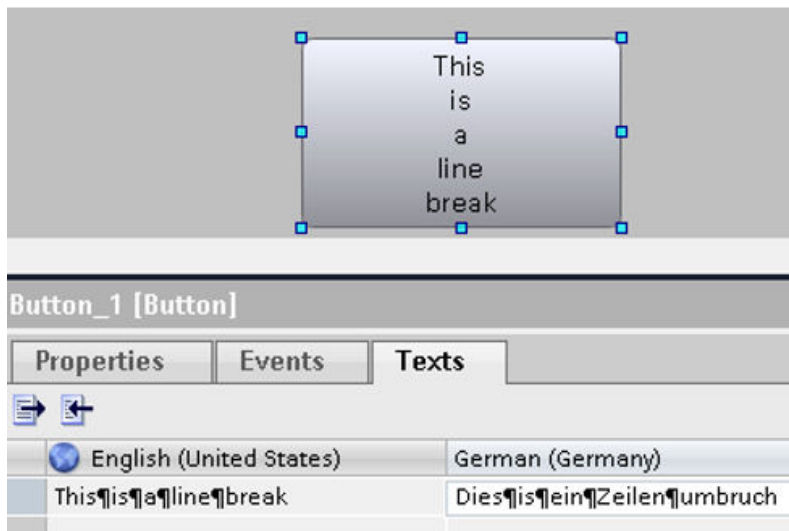 This
is
a
line
break
Button_1 [Button]
Properties Events Texts
English (United States) German (Germany)
This¶is¶a¶line¶break Dies¶is¶ein¶Zeilen¶umbruch